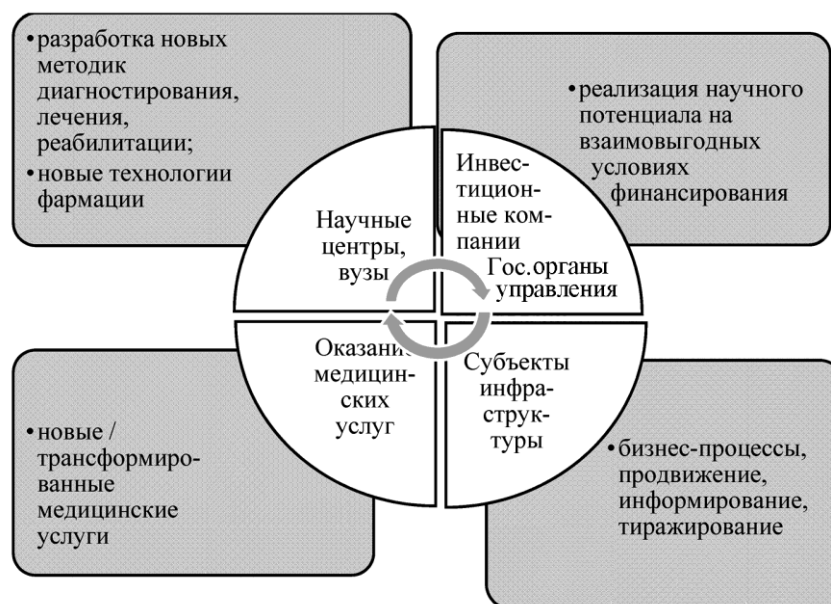 •разработка новых
методик
диагностирования,
лечения,
реабилитации;
•новые технологии
фармации
•реализация научного
потенциала на
взаимовыгодных
условиях
финансирования
Научные
центры,
вузы
Инвес-
тицион-
ные ком-
пании
Гос.органы
управления
Оказание
медицин-
ских
услуг
Субъекты
инфра-
структ-
туры
•новые /
трансформиро-
ванные
медицинские
услуги
•бизнес-процессы,
продвижение,
информирование,
тиражирование